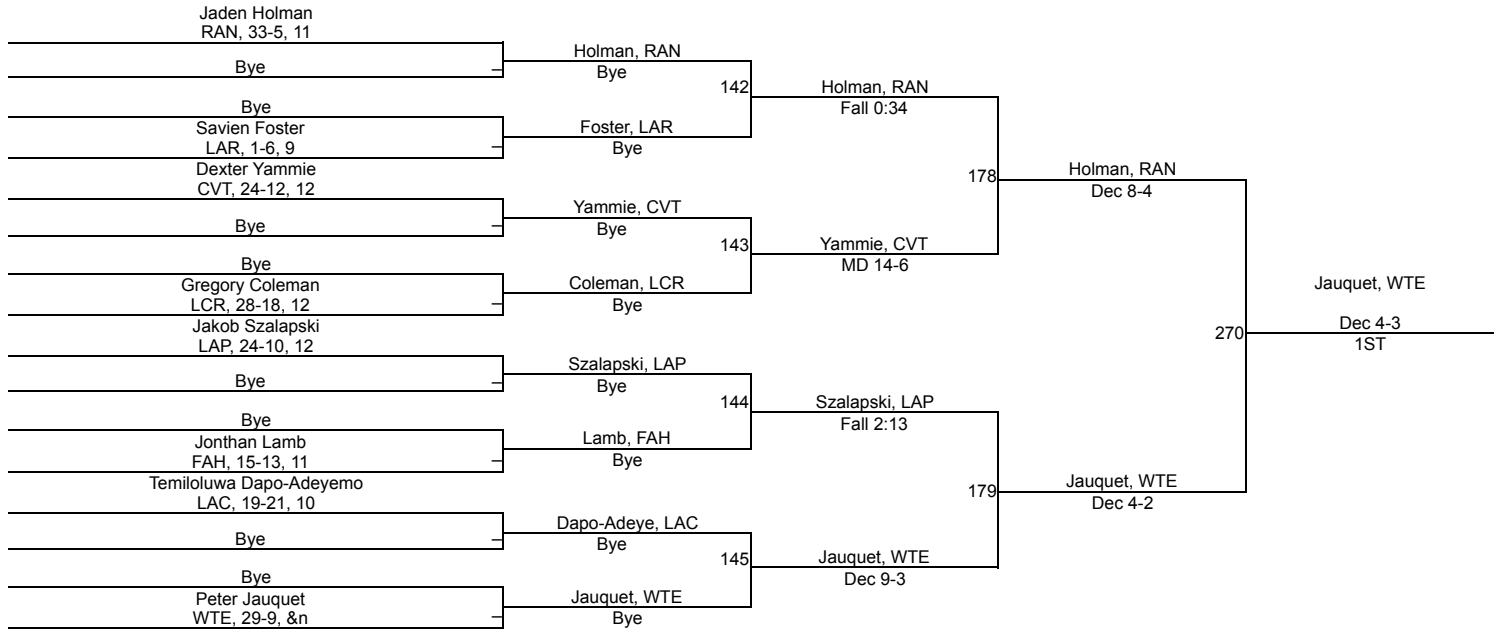 Jaden Holman
RAN, 33-5, 11
Bye
Bye
Savien Foster
LAR, 1-6, 9
Dexter Yammie
CVT, 24-12, 12
Bye
Bye
Gregory Coleman
LCR, 28-18, 12
Jakob Szalapski
LAP, 24-10, 12
Bye
Bye
Jonthan Lamb
FAH, 15-13, 11
Temiloluwa Dapo-Adeyemo
LAC, 19-21, 10
Bye
Bye
Peter Jauquet
WTE, 29-9, &n
Holman, RAN
Bye
142
Foster, LAR
Bye
Yammie, CVT
Bye
143
Coleman, LCR
Bye
Szalapski, LAP
Bye
144
Lamb, FAH
Bye
Dapo-Adeye, LAC
Bye
145
Jauquet, WTE
Bye
Holman, RAN
Fall 0:34
178
Yammie, CVT
MD 14-6
Szalapski, LAP
Fall 2:13
179
Jauquet, WTE
Dec 9-3
Holman, RAN
Dec 8-4
270
Jauquet, WTE
Dec 4-2
Jauquet, WTE
Dec 4-3
1ST